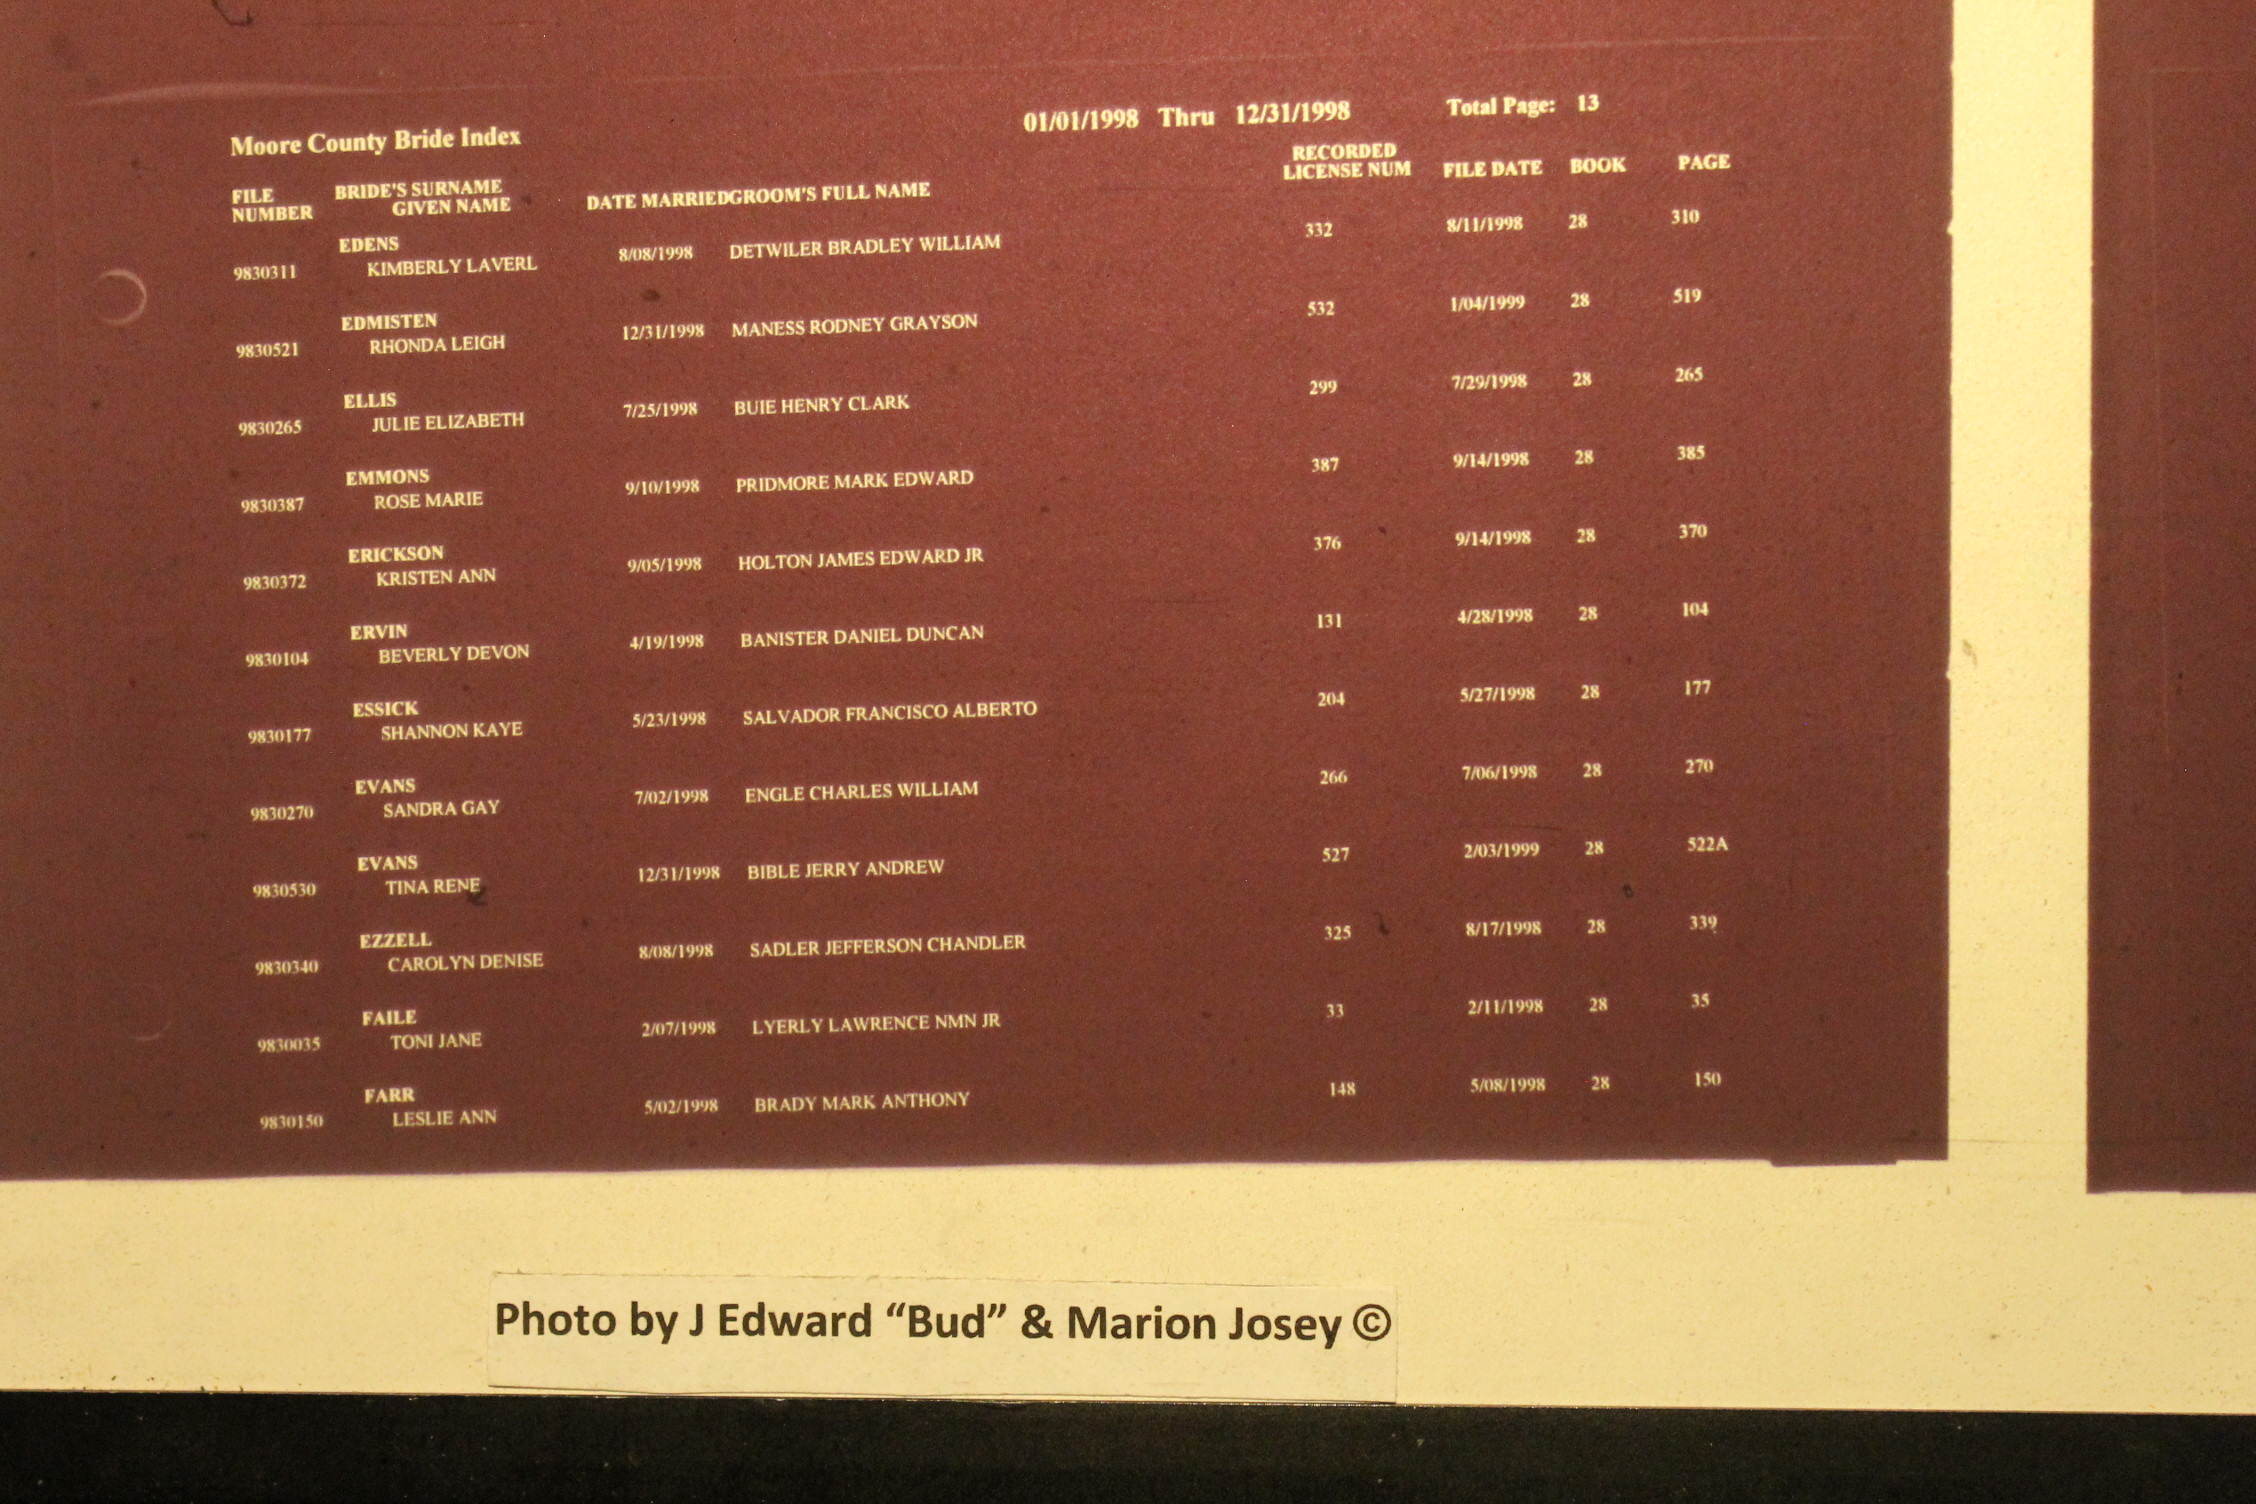 Moore County Bride Index 01/01/1998 Thru 12/31/1998 Total Page: 13
FILE NUMBER BRIDE'S SURNAME GIVEN NAME DATE MARRIED GROOM'S FULL NAME RECORDED LICENSE NUM FILE DATE BOOK PAGE
EDENS
9830311 KIMBERLY LAVERL 8/08/1998 DETWILER BRADLEY WILLIAM 332 8/11/1998 28 310
EDMISTEN
9830521 RHONDA LEIGH 12/31/1998 MANESS RODNEY GRAYSON 532 1/04/1999 28 519
ELLIS
9830265 JULIE ELIZABETH 7/25/1998 BUIE HENRY CLARK 299 7/29/1998 28 265
EMMONS
9830387 ROSE MARIE 9/10/1998 PRIDMORE MARK EDWARD 387 9/14/1998 28 385
ERICKSON
9830372 KRISTEN ANN 9/05/1998 HOLTON JAMES EDWARD JR 376 9/14/1998 28 370
ERVIN
9830104 BEVERLY DEVON 4/19/1998 BANISTER DANIEL DUNCAN 131 4/28/1998 28 104
ESSICK
9830177 SHANNON KAYE 5/23/1998 SALVADOR FRANCISCO ALBERTO 204 5/27/1998 28 177
EVANS
9830270 SANDRA GAY 7/02/1998 ENGLE CHARLES WILLIAM 266 7/06/1998 28 270
EVANS
9830530 TINA RENE 12/31/1998 BIBLE JERRY ANDREW 527 2/03/1999 28 522A
EZZELL
9830340 CAROLYN DENISE 8/08/1998 SADLER JEFFERSON CHANDLER 325 8/17/1998 28 339
FAILE
9830035 TONI JANE 2/07/1998 LYERLY LAWRENCE NMN JR 33 2/11/1998 28 35
FARR
9830150 LESLIE ANN 5/02/1998 BRADY MARK ANTHONY 148 5/08/1998 28 150
Photo by J Edward “Bud” & Marion Josey ©